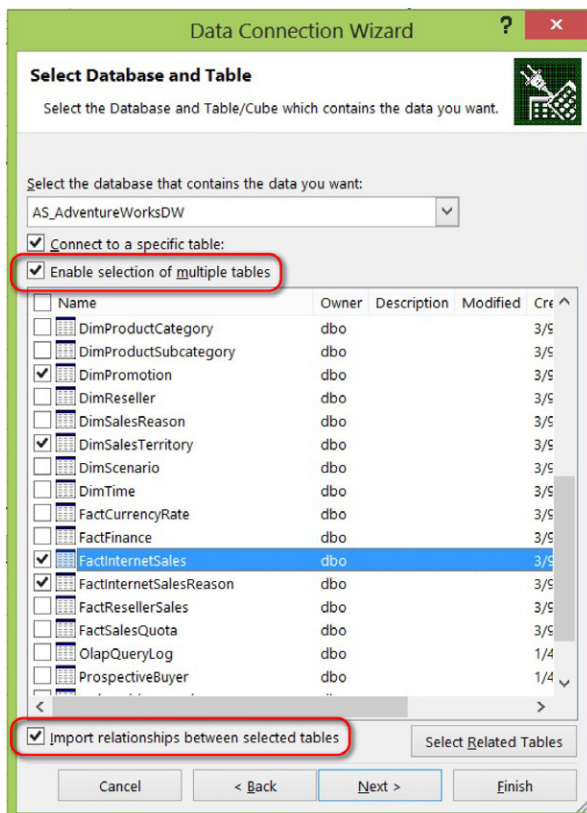 Data Connection Wizard ? ×
Select Database and Table
Select the Database and Table/Cube which contains the data you want.
Select the database that contains the data you want:
AS_AdventureWorksDW
Connect to a specific table:
Enable selection of multiple tables
Name Owner Description Modified Cre
DimProductCategory dbo 3/9
DimProductSubcategory dbo 3/9
DimPromotion dbo 3/9
DimReseller dbo 3/9
DimSalesReason dbo 3/9
DimSalesTerritory dbo 3/9
DimScenario dbo 3/9
DimTime dbo 3/9
FactCurrencyRate dbo 3/9
FactFinance dbo 3/9
FactInternetSales dbo 3/9
FactInternetSalesReason dbo 3/9
FactResellerSales dbo 3/9
FactSalesQuota dbo 3/9
OlapQueryLog dbo 1/4
ProspectiveBuyer dbo 1/4
Import relationships between selected tables
Select Related Tables
Cancel < Back Next > Finish